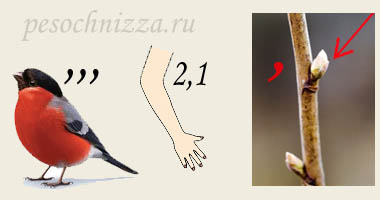 pesochnizza.ru
,,, 2,1 ,